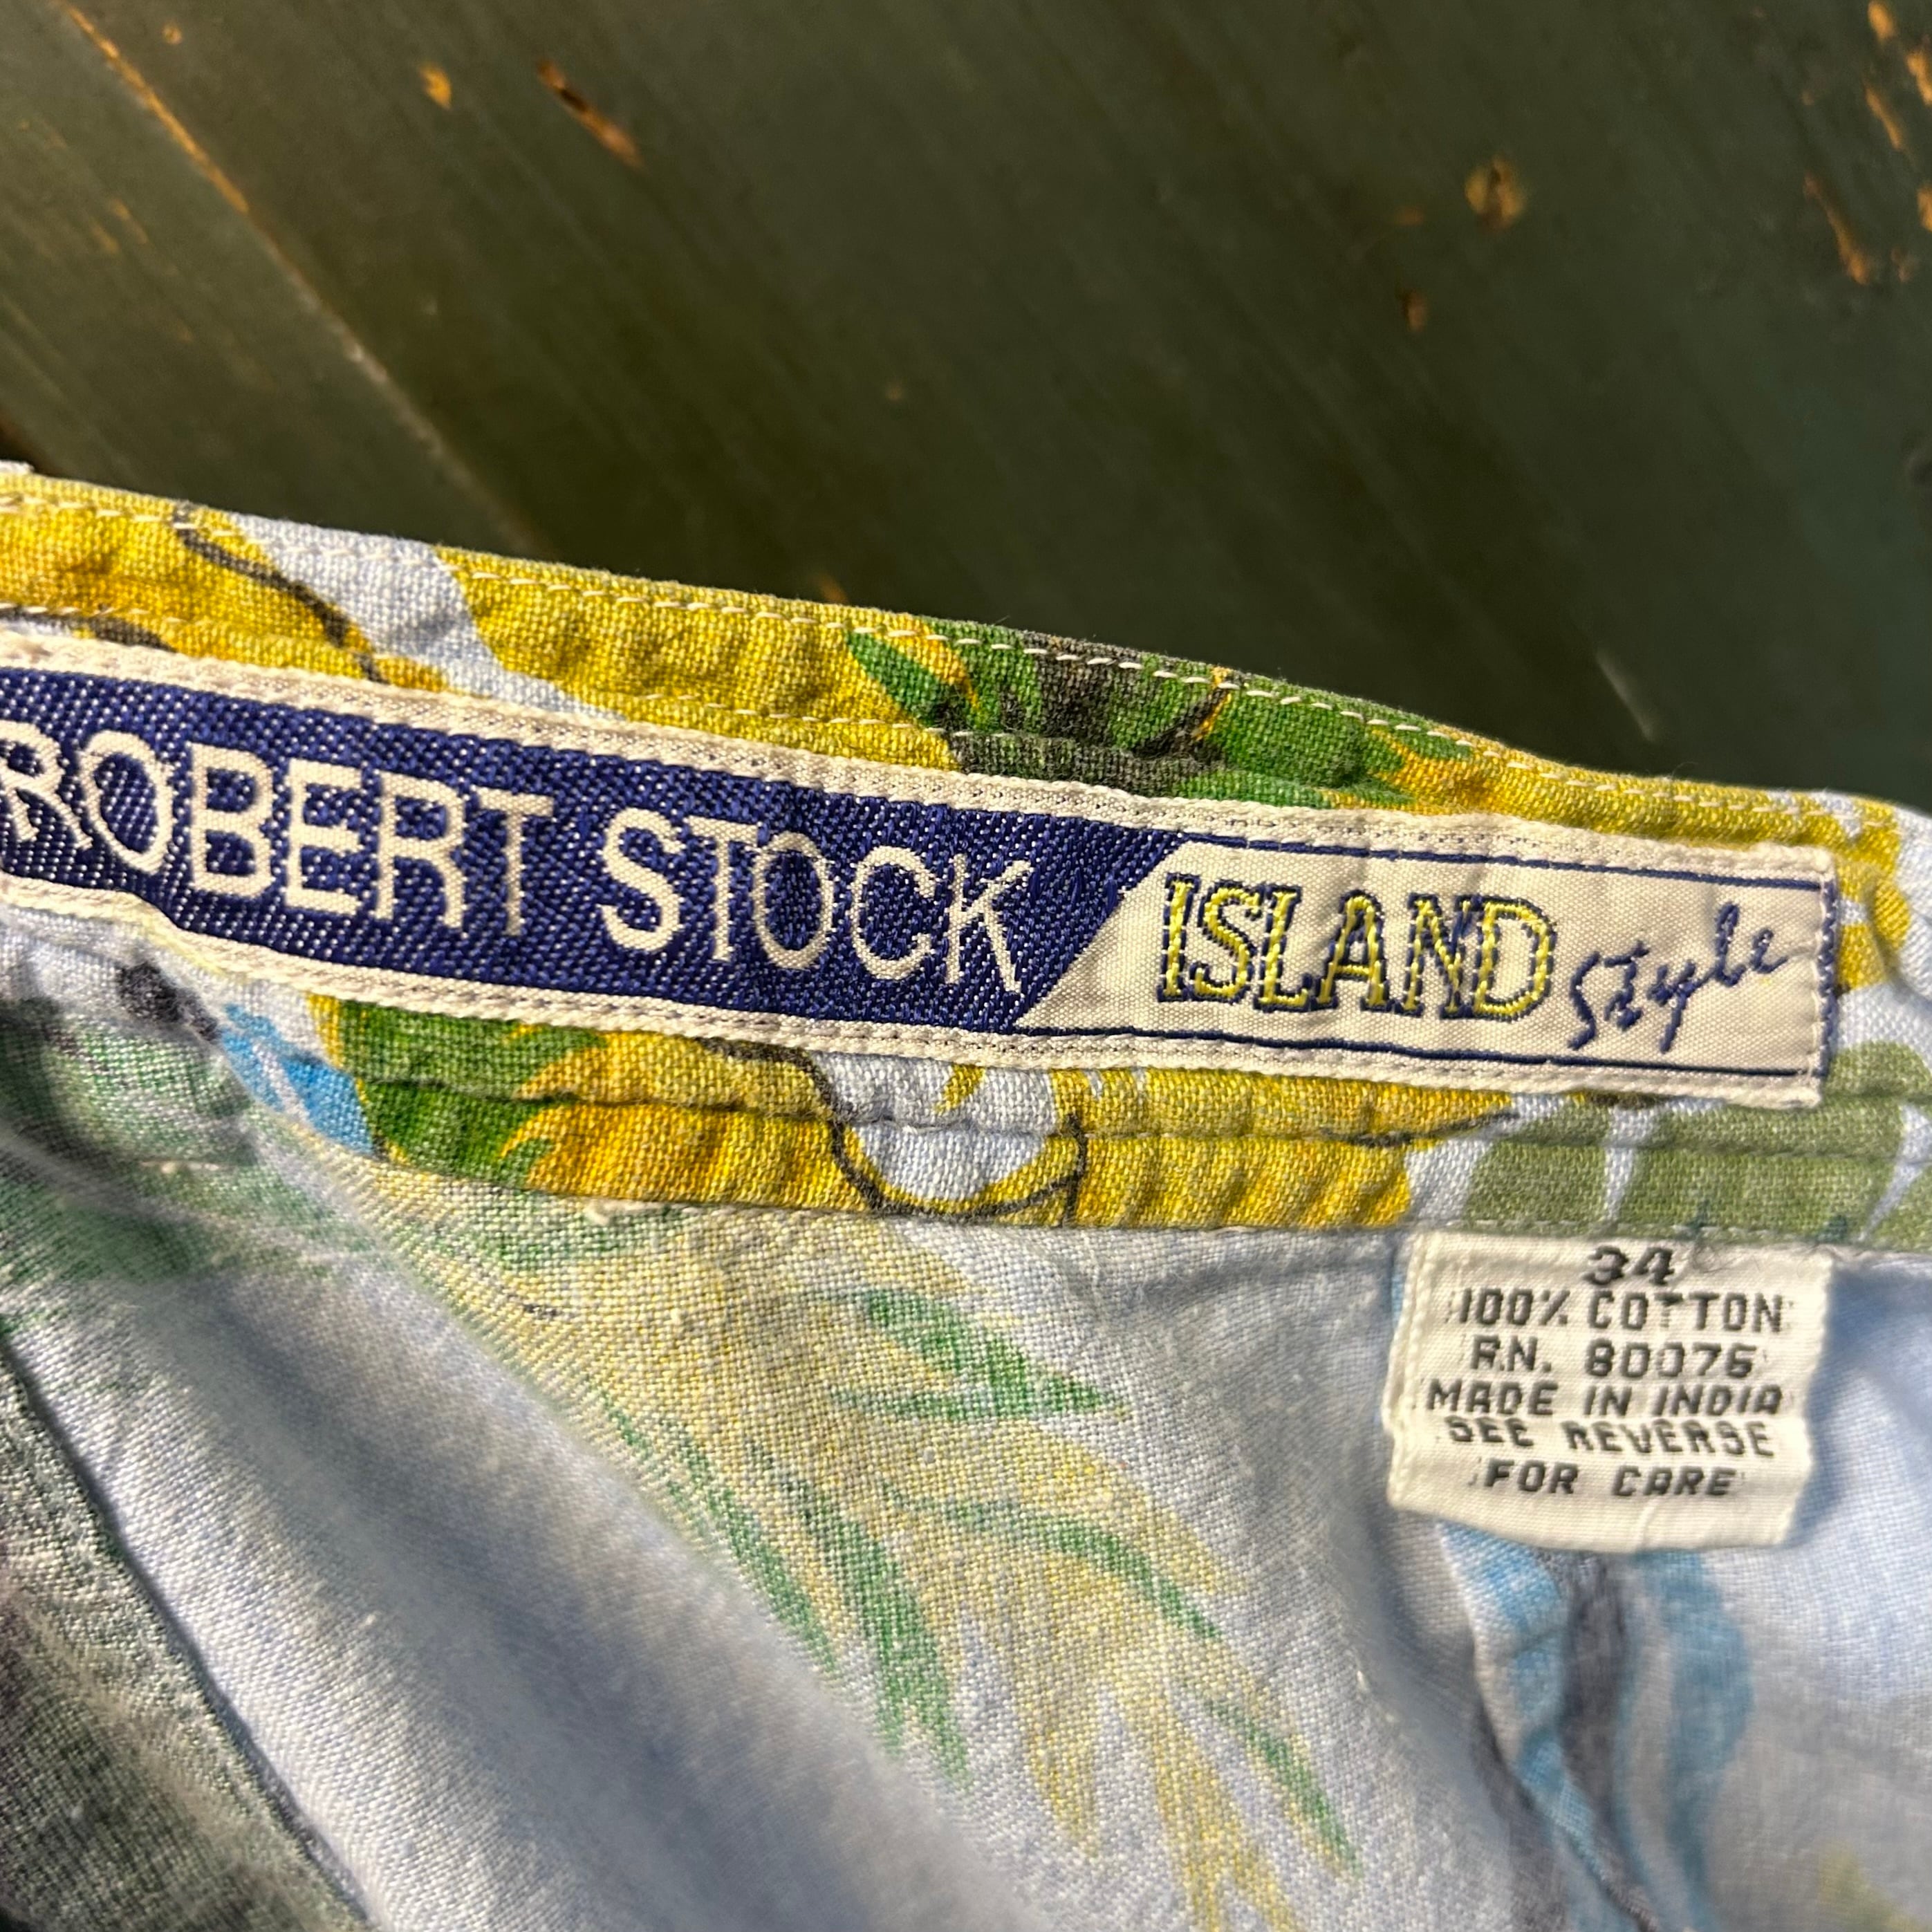 ROBERT STOCK ISLAND Style
34
100% COTTON
RN. 80075
MADE IN INDIA
SEE REVERSE
FOR CARE